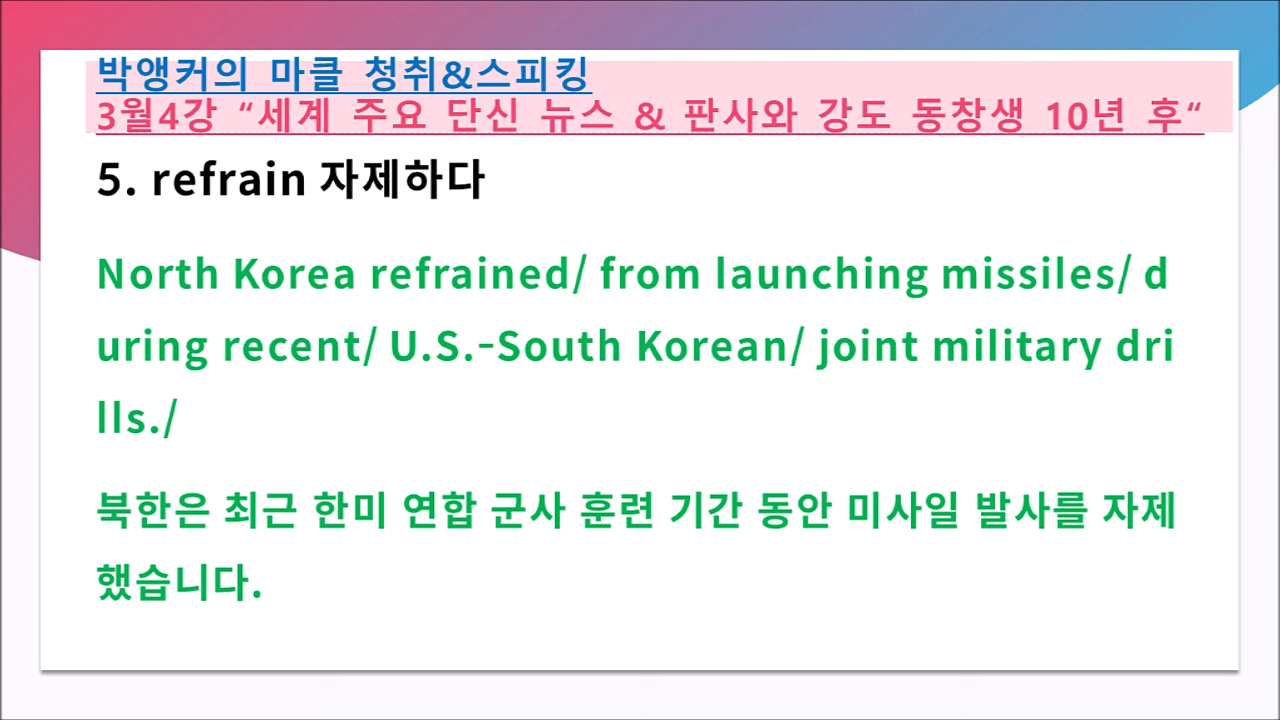 박앵커의 마클 청취&스피킹
3월4강 “세계 주요 단신 뉴스 & 판사와 강도 동창생 10년 후“
5. refrain 자제하다
North Korea refrained/ from launching missiles/ d
uring recent/ U.S.-South Korean/ joint military dri
lls./
북한은 최근 한미 연합 군사 훈련 기간 동안 미사일 발사를 자제
했습니다.